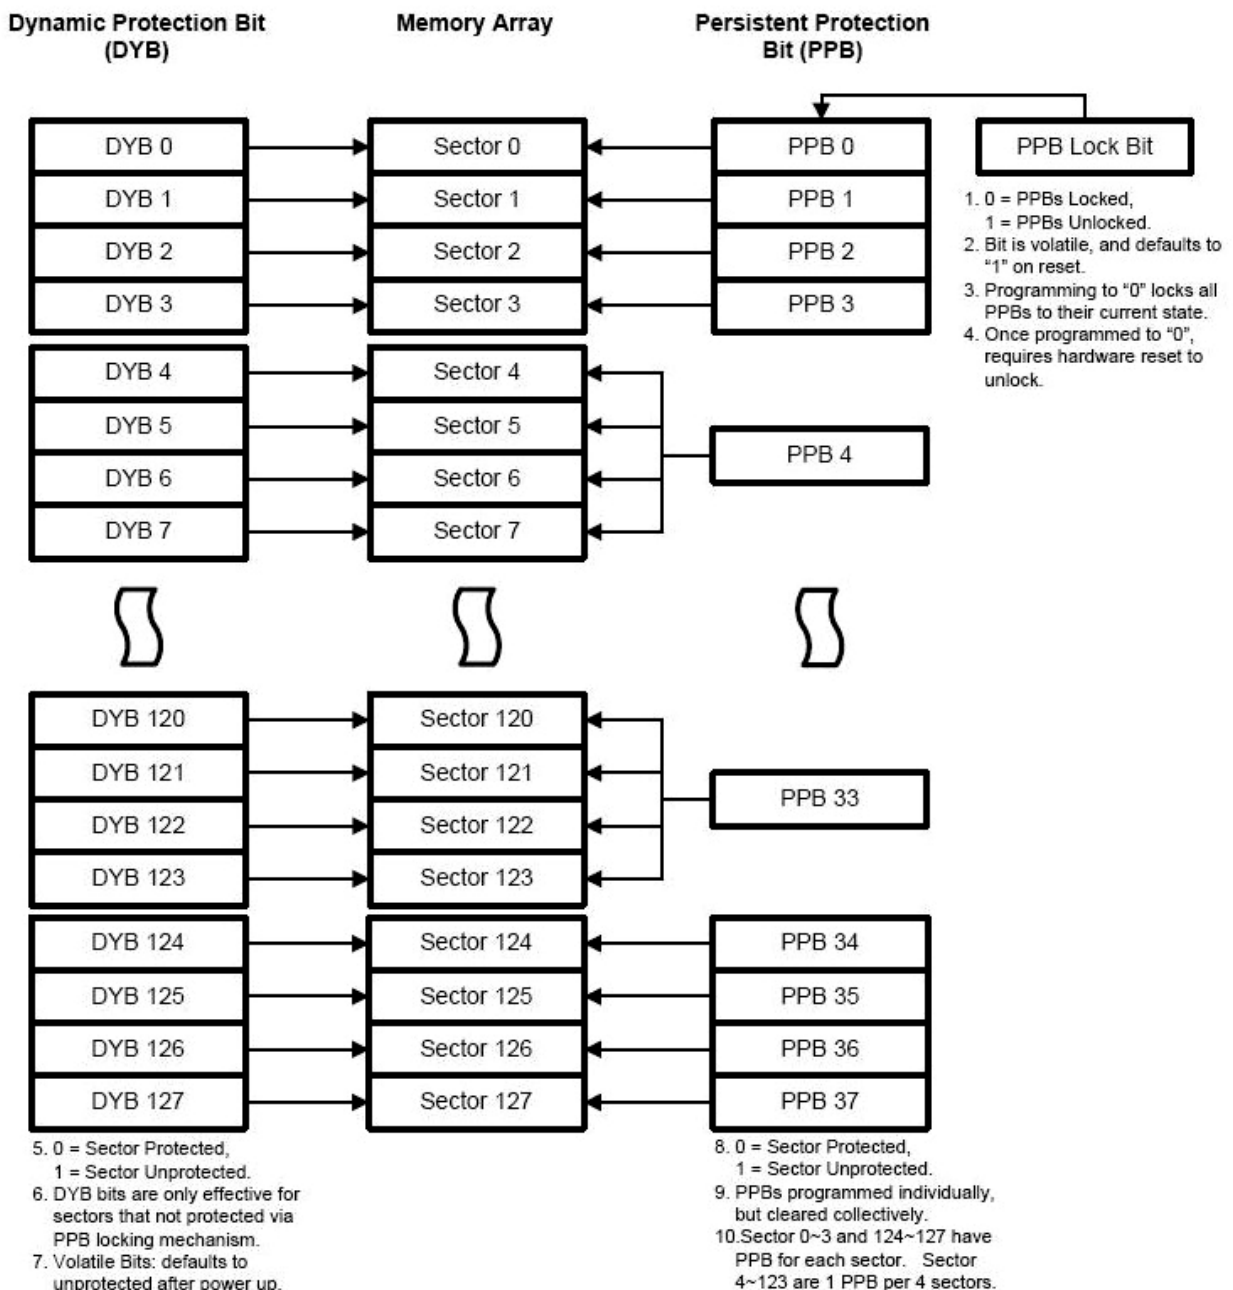 Dynamic Protection Bit
(DYB)
Memory Array
Persistent Protection
Bit (PPB)
DYB 0
Sector 0
PPB 0
PPB Lock Bit
DYB 1
Sector 1
PPB 1
DYB 2
Sector 2
PPB 2
DYB 3
Sector 3
PPB 3
1. 0 = PPBs Locked,
1 = PPBs Unlocked.
2. Bit is volatile, and defaults to
“1” on reset.
3. Programming to “0” locks all
PPBs to their current state.
4. Once programmed to “0”,
requires hardware reset to
unlock.
DYB 4
Sector 4
DYB 5
Sector 5
PPB 4
DYB 6
Sector 6
DYB 7
Sector 7
DYB 120
Sector 120
DYB 121
Sector 121
PPB 33
DYB 122
Sector 122
DYB 123
Sector 123
DYB 124
Sector 124
PPB 34
DYB 125
Sector 125
PPB 35
DYB 126
Sector 126
PPB 36
DYB 127
Sector 127
PPB 37
5. 0 = Sector Protected,
1 = Sector Unprotected.
6. DYB bits are only effective for
sectors that not protected via
PPB locking mechanism.
7. Volatile Bits: defaults to
unprotected after power up.
8. 0 = Sector Protected,
1 = Sector Unprotected.
9. PPBs programmed individually,
but cleared collectively.
10.Sector 0~3 and 124~127 have
PPB for each sector. Sector
4~123 are 1 PPB per 4 sectors.